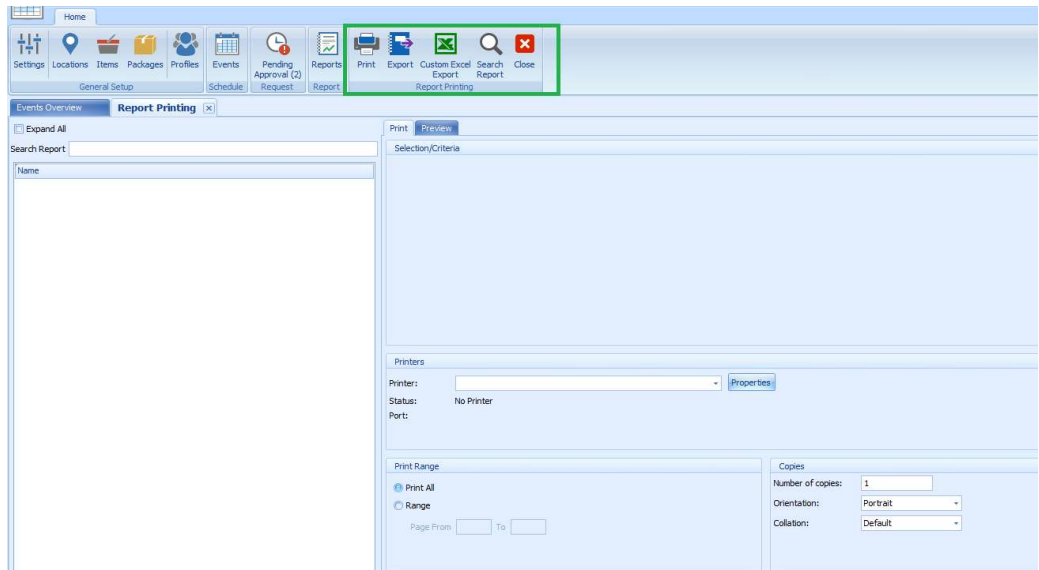 Home
Settings Locations Items Packages Profiles Events Pending Reports Print Export Custom Excel Search Close
Approval (2) Export Report
General Setup Schedule Request Report Report Printing
Events Overview Report Printing
Expand All
Search Report
Name
Print Preview
Selection/Criteria
Printers
Printer: Properties
Status: No Printer
Port:
Print Range
Print All
Range
Page From To
Copies
Number of copies: 1
Orientation: Portrait
Collation: Default